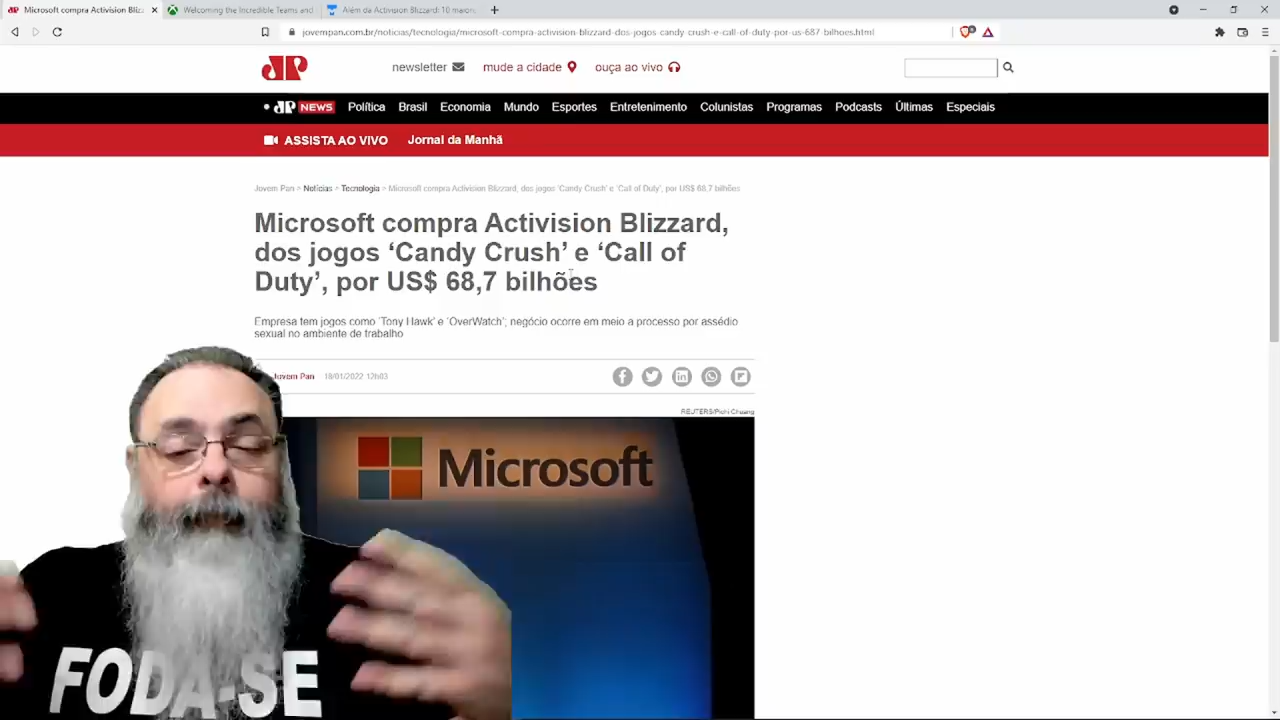 Microsoft compra Activision Bliz
Welcoming the Incredible Teams and
Além da Activision Blizzard: 10 maior
jovempan.com.br/noticias/tecnologia/microsoft-compra-activision-blizzard-dos-jogos-candy-crush-e-call-of-duty-por-us-687-bilhoes.html
JP
newsletter
mude a cidade
ouça ao vivo
JP NEWS
Política
Brasil
Economia
Mundo
Esportes
Entretenimento
Colunistas
Programas
Podcasts
Últimas
Especiais
ASSISTA AO VIVO
Jornal da Manhã
Jovem Pan > Notícias > Tecnologia > Microsoft compra Activision Blizzard, dos jogos 'Candy Crush' e 'Call of Duty', por US$ 68,7 bilhões
Microsoft compra Activision Blizzard,
dos jogos ‘Candy Crush’ e ‘Call of
Duty’, por US$ 68,7 bilhões
Empresa tem jogos como ‘Tony Hawk’ e ‘OverWatch’; negócio ocorre em meio a processo por assédio
sexual no ambiente de trabalho
Jovem Pan
18/01/2022 12h03
REUTERS/Pichi Chuang
Microsoft
FODA-SE